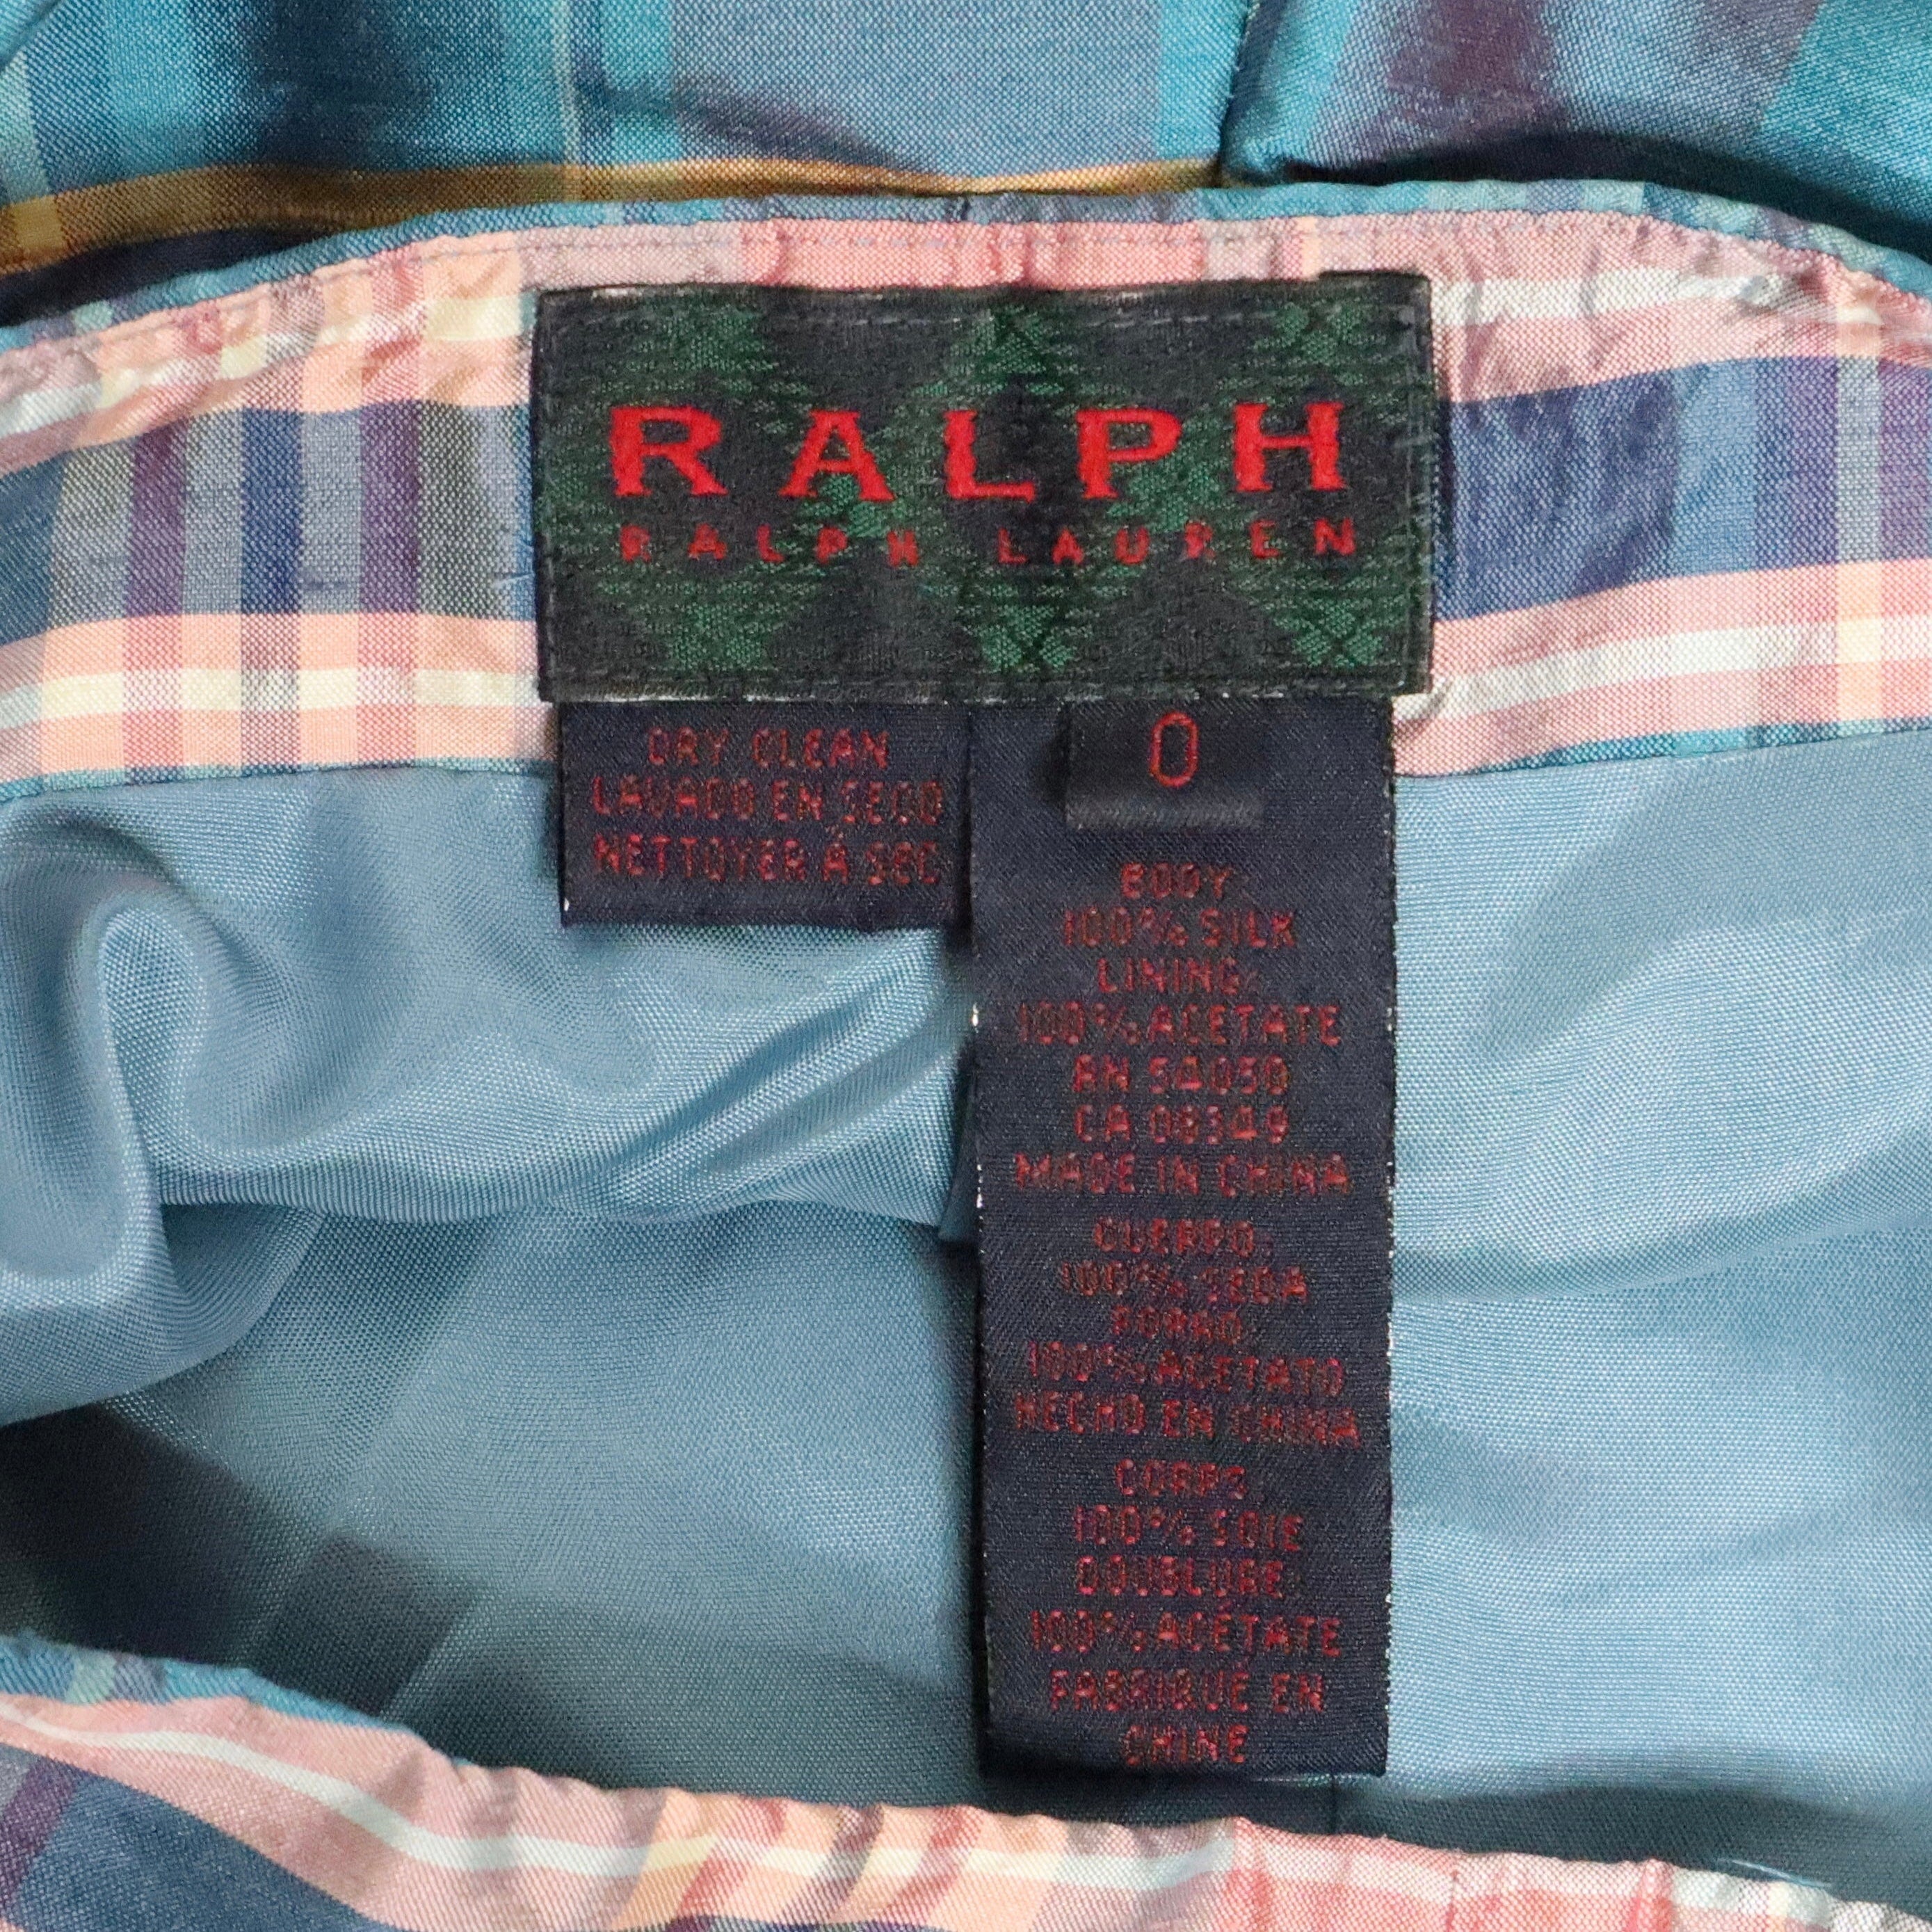 RALPH
RALPH LAUREN
DRY CLEAN
LAVADO EN SECO
NETTOYER À SEC
0
BODY:
100% SILK
LINING:
100% ACETATE
RN 54050
CA 08349
MADE IN CHINA
CUERPO:
100% SEDA
FORRO:
100% ACETATO
HECHO EN CHINA
CORPS:
100% SOIE
DOUBLURE:
100% ACÉTATE
FABRIQUÉ EN
CHINE